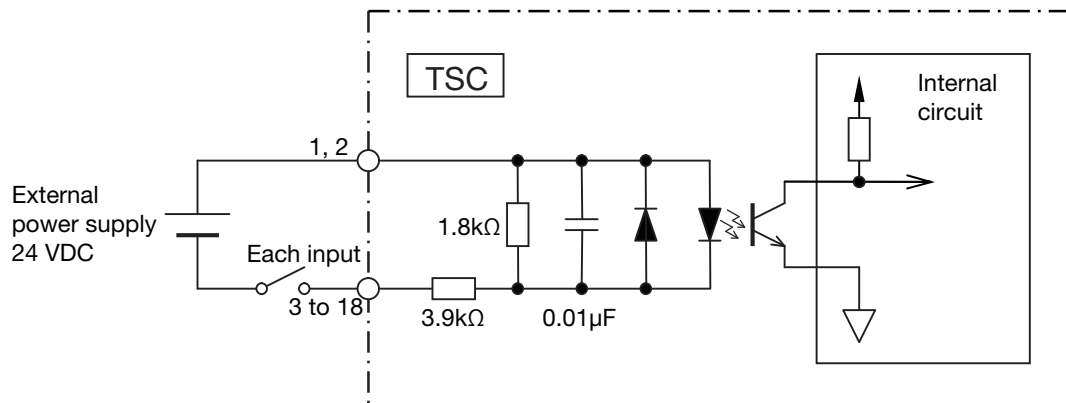 TSC
Internal
circuit
1, 2
External
power supply
24 VDC
1.8kΩ
Each input
3 to 18
3.9kΩ
0.01µF